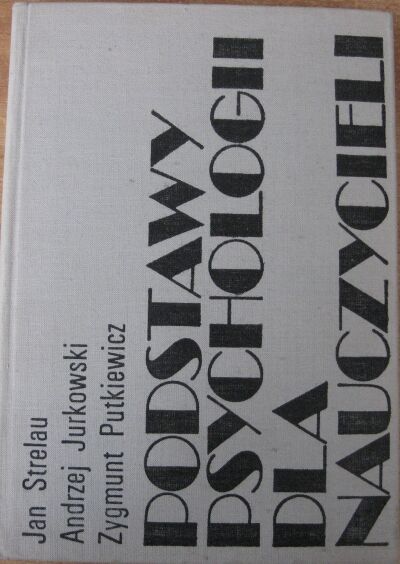 Jan Strelau
Andrzej Jurkowski
Zygmunt Putkiewicz
PODSTAWY
PSYCHOLOGII
DLA
NAUCZYCIELI